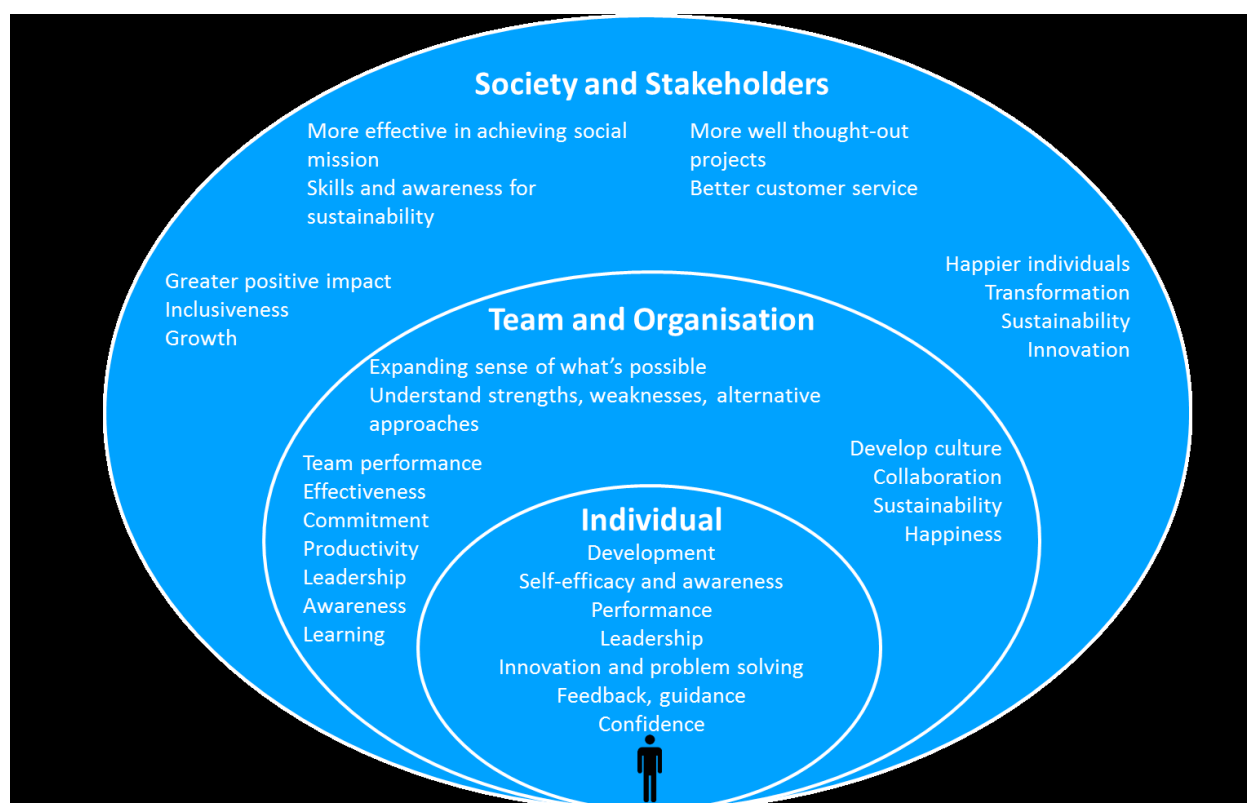 Society and Stakeholders
More effective in achieving social
mission
Skills and awareness for
sustainability
More well thought-out
projects
Better customer service
Greater positive impact
Inclusiveness
Growth
Happier individuals
Transformation
Sustainability
Innovation
Team and Organisation
Expanding sense of what's possible
Understand strengths, weaknesses, alternative
approaches
Team performance
Effectiveness
Commitment
Productivity
Leadership
Awareness
Learning
Develop culture
Collaboration
Sustainability
Happiness
Individual
Development
Self-efficacy and awareness
Performance
Leadership
Innovation and problem solving
Feedback, guidance
Confidence